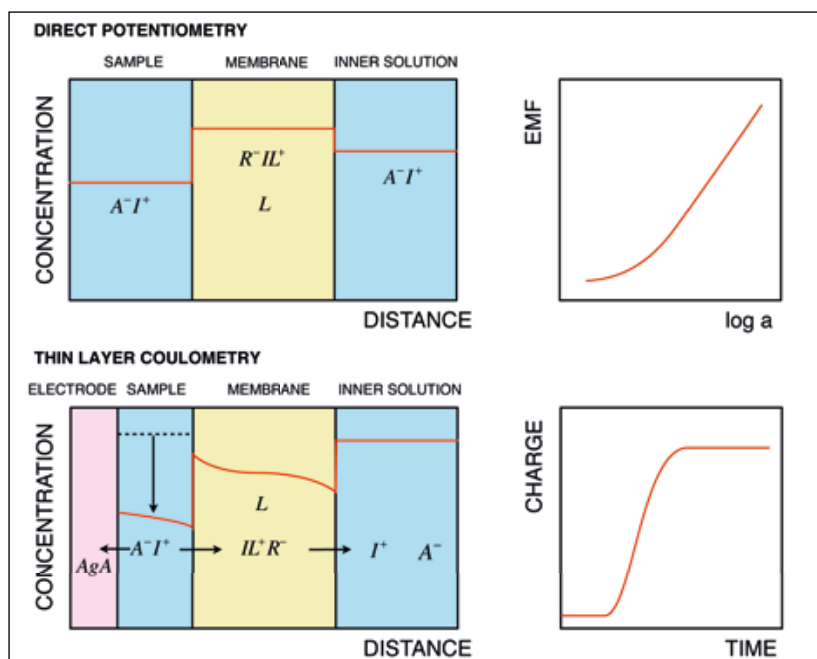 DIRECT POTENTIOMETRY
SAMPLE MEMBRANE INNER SOLUTION
CONCENTRATION
R⁻IL⁺
A⁻I⁺
A⁻I⁺
L
DISTANCE
EMF
log a
THIN LAYER COULOMETRY
ELECTRODE SAMPLE MEMBRANE INNER SOLUTION
CONCENTRATION
L
AgA
A⁻I⁺
IL⁺R⁻
I⁺ A⁻
DISTANCE
CHARGE
TIME